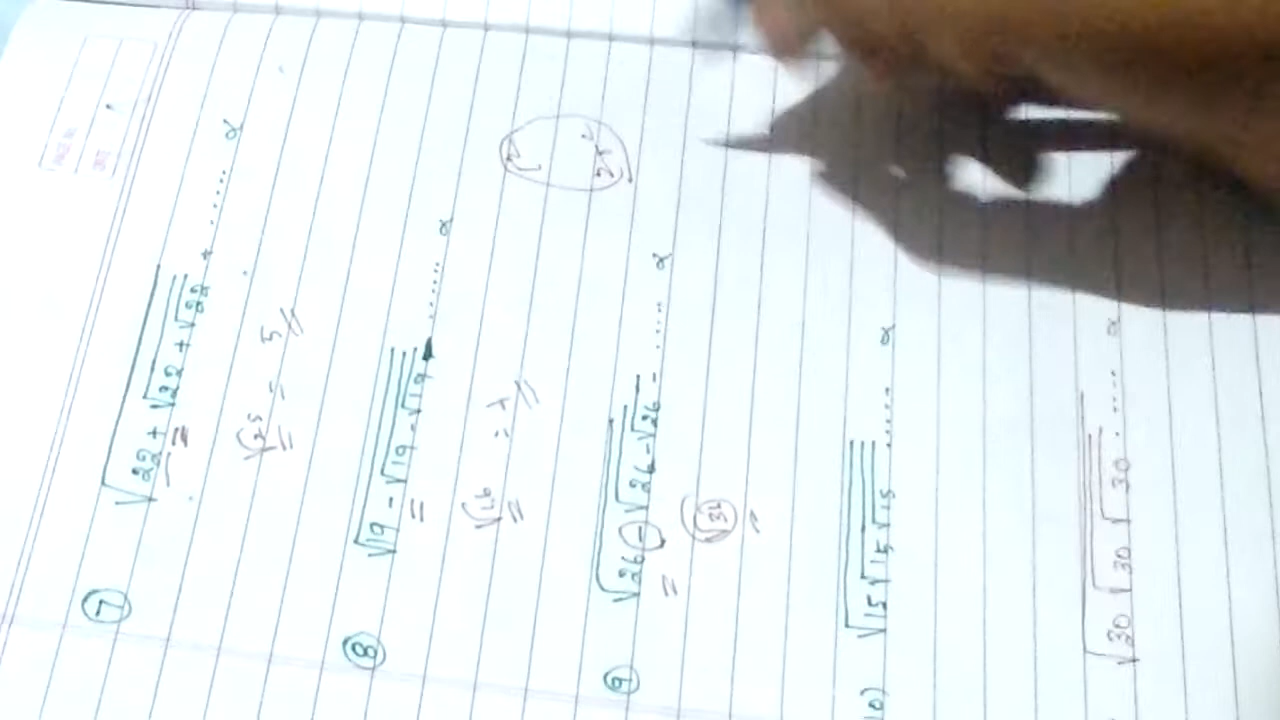 ⑦ √22 + √22 + √22 + ...... ∝
√25 = 5
⑧ √19 - √19 - √19 ...... ∝
√16 = 4
⑨ √26 - √26 - √26 - ..... ∝
10) √15 √15 √15 ..... ∝
√30 √30 √30 ..... ∝